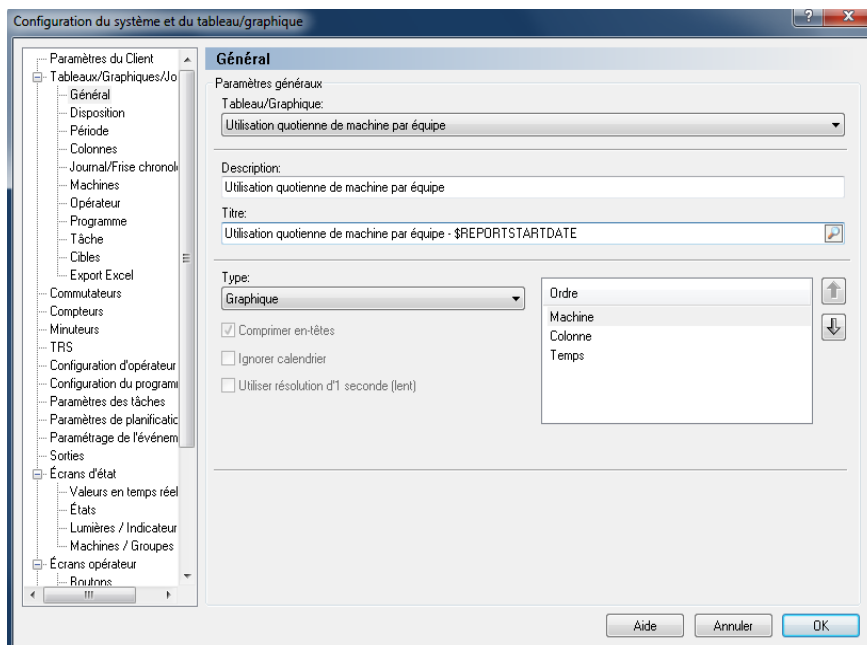 Configuration du système et du tableau/graphique
Paramètres du Client
Tableaux/Graphiques/Jo
Général
Disposition
Période
Colonnes
Journal/Frise chronol
Machines
Opérateur
Programme
Tâche
Cibles
Export Excel
Commutateurs
Compteurs
Minuteurs
TRS
Configuration d'opérateur
Configuration du programm
Paramètres des tâches
Paramètres de planificatic
Paramétrage de l'événem
Sorties
Écrans d'état
Valeurs en temps réel
États
Lumières / Indicateur
Machines / Groupes
Écrans opérateur
Boutons
Général
Paramètres généraux
Tableau/Graphique:
Utilisation quotienne de machine par équipe
Description:
Utilisation quotienne de machine par équipe
Titre:
Utilisation quotienne de machine par équipe - $REPORTSTARTDATE
Type:
Graphique
Comprimer en-têtes
Ignorer calendrier
Utiliser résolution d'1 seconde (lent)
Ordre
Machine
Colonne
Temps
Aide
Annuler
OK